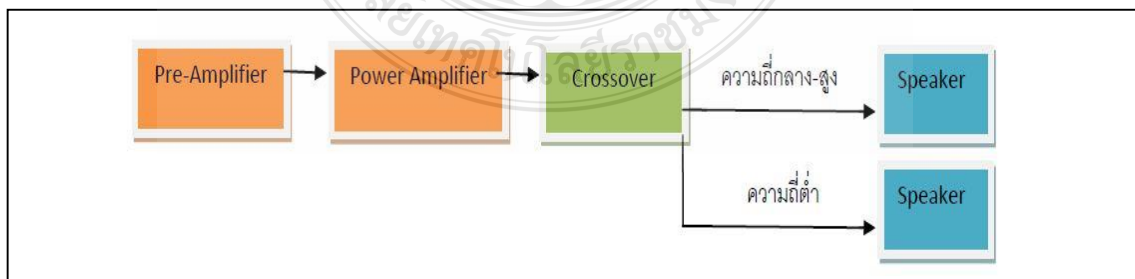 Pre-Amplifier
Power Amplifier
Crossover
ความถี่กลาง-สูง
Speaker
ความถี่ต่ำ
Speaker